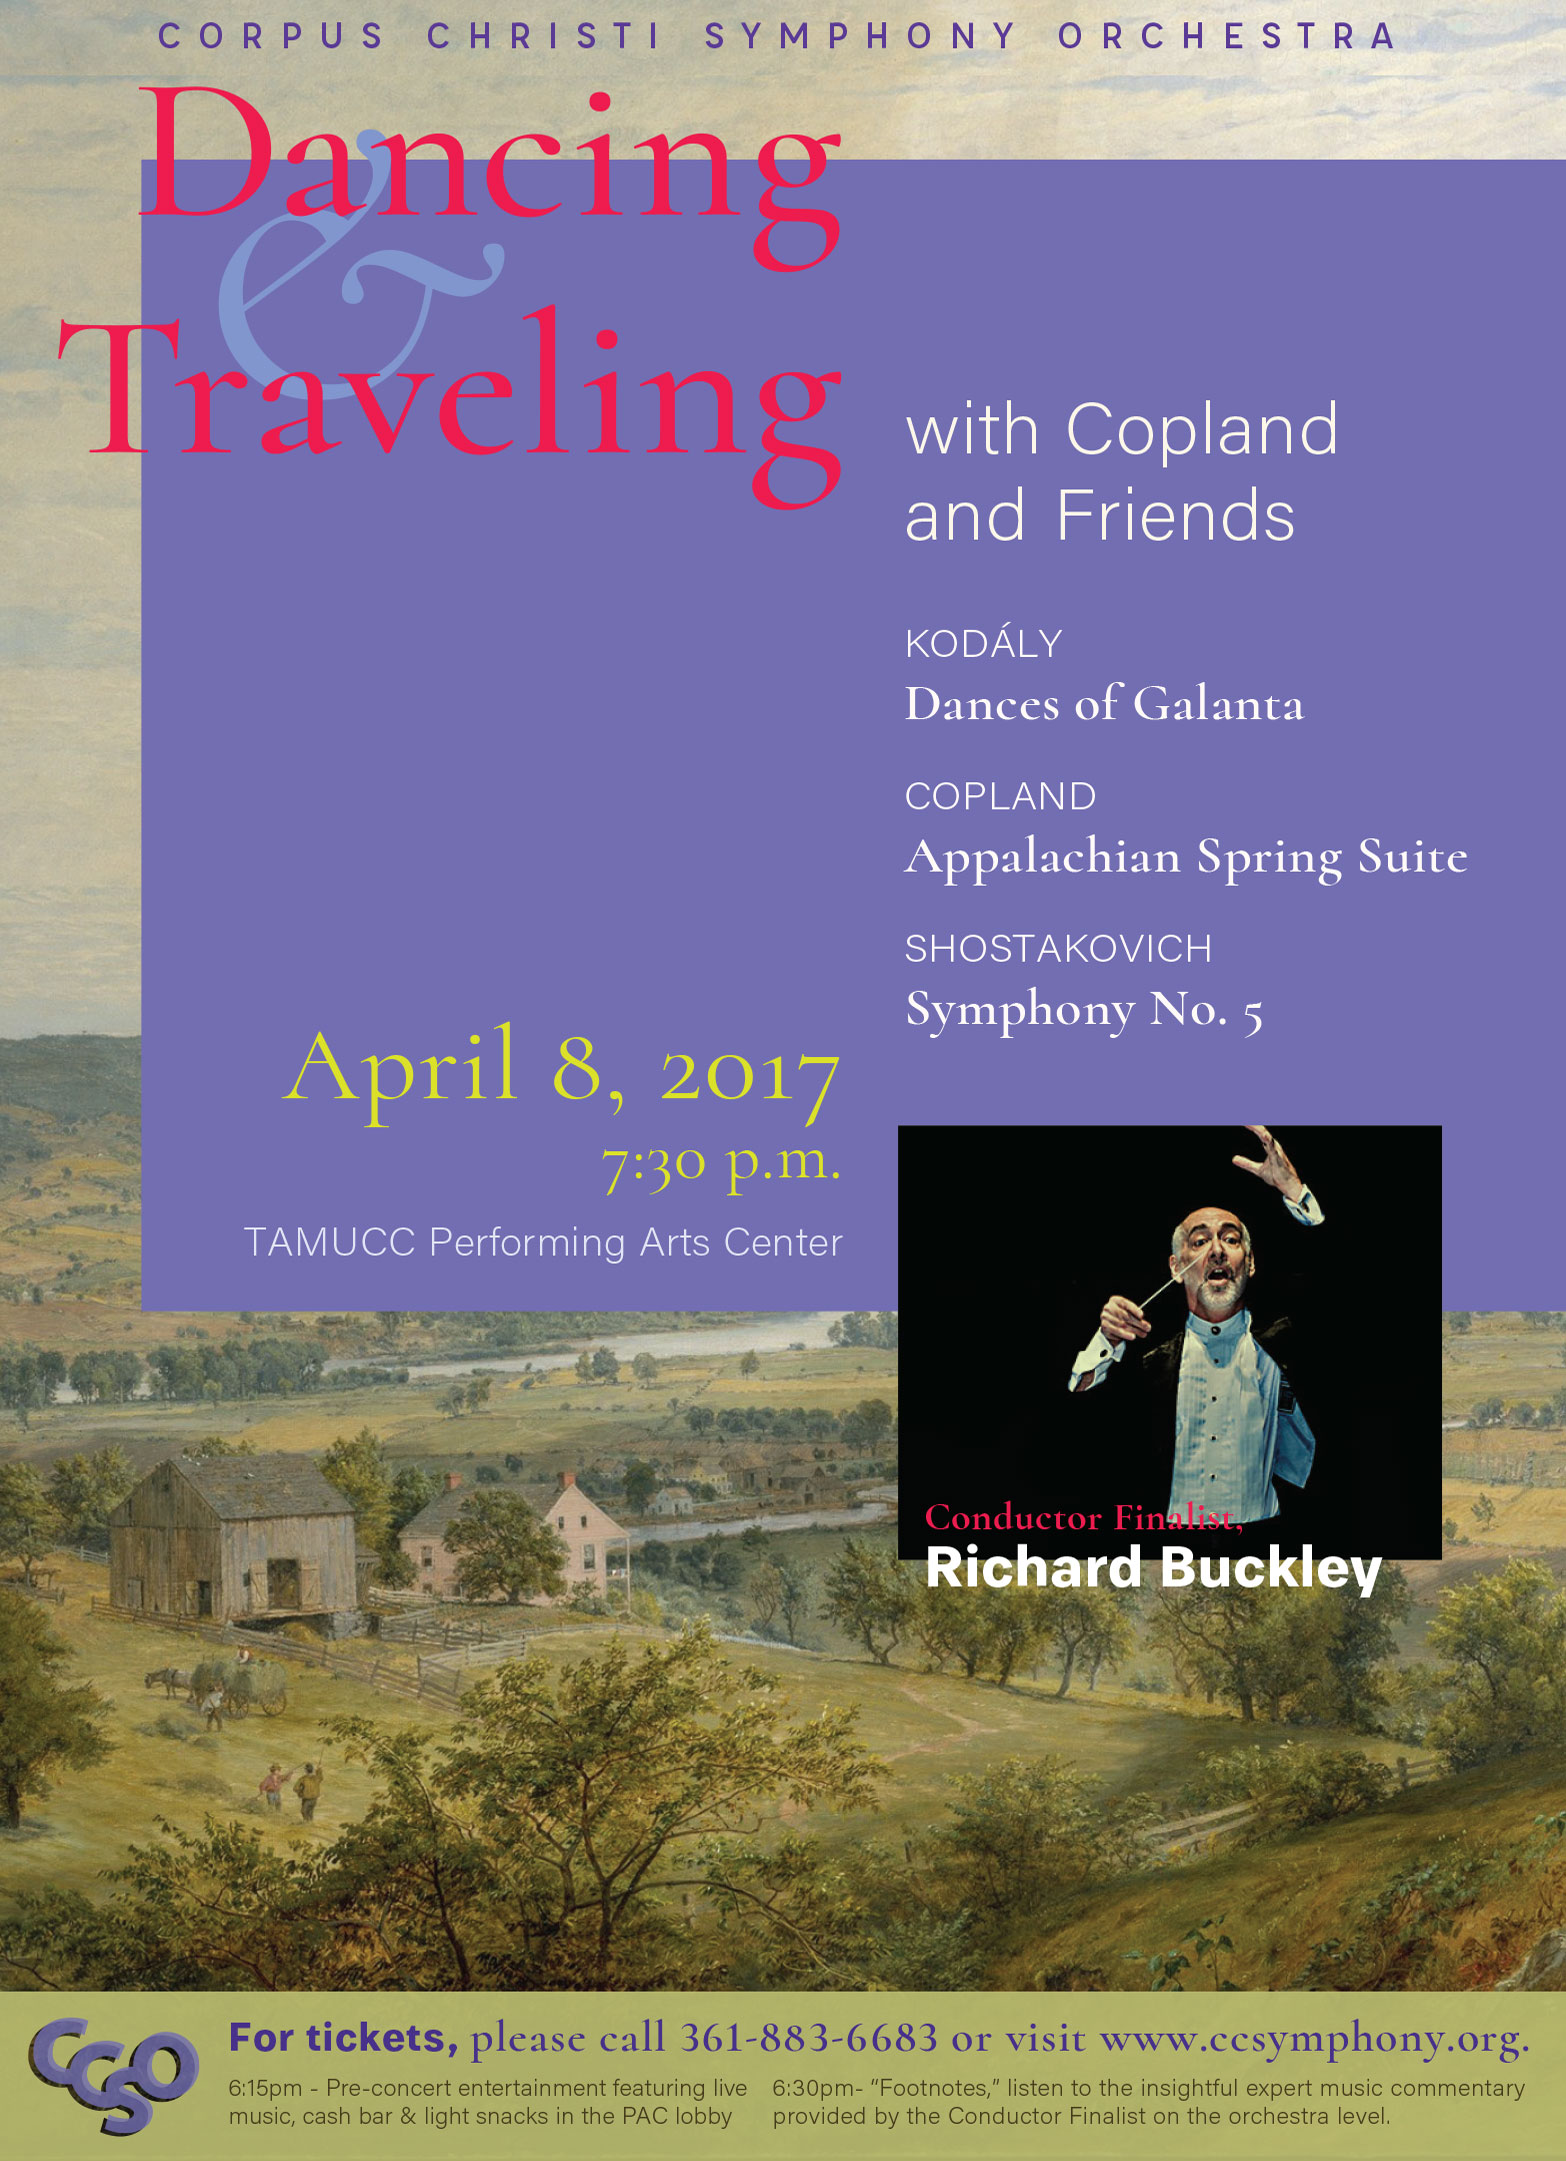 CORPUS CHRISTI SYMPHONY ORCHESTRA
Dancing
&
Traveling
with Copland
and Friends
KODÁLY
Dances of Galanta
COPLAND
Appalachian Spring Suite
SHOSTAKOVICH
Symphony No. 5
April 8, 2017
7:30 p.m.
TAMUCC Performing Arts Center
Conductor Finalist,
Richard Buckley
CCSO
For tickets, please call 361-883-6683 or visit www.ccsymphony.org.
6:15pm - Pre-concert entertainment featuring live
music, cash bar & light snacks in the PAC lobby
6:30pm- "Footnotes," listen to the insightful expert music commentary
provided by the Conductor Finalist on the orchestra level.